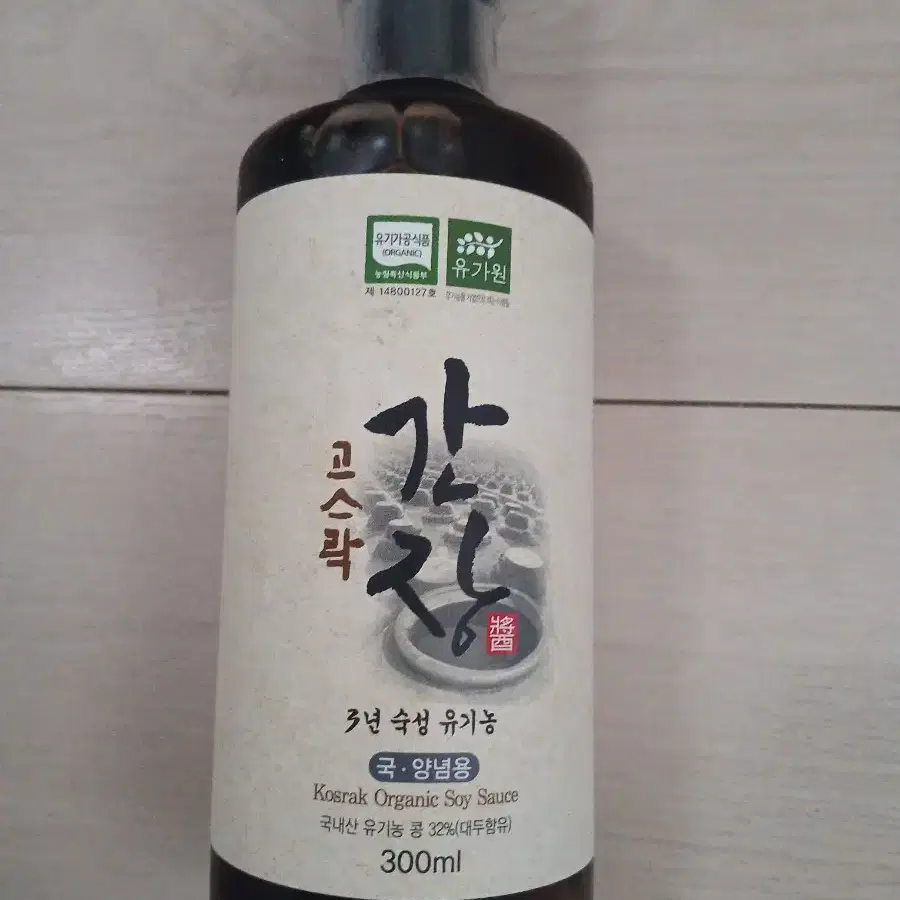 유기가공식품
(ORGANIC)
농림축산식품부
제 14800127호
유가원
고스락
간장
醬
3년 숙성 유기농
국·양념용
Kosrak Organic Soy Sauce
국내산 유기농 콩 32%(대두함유)
300ml